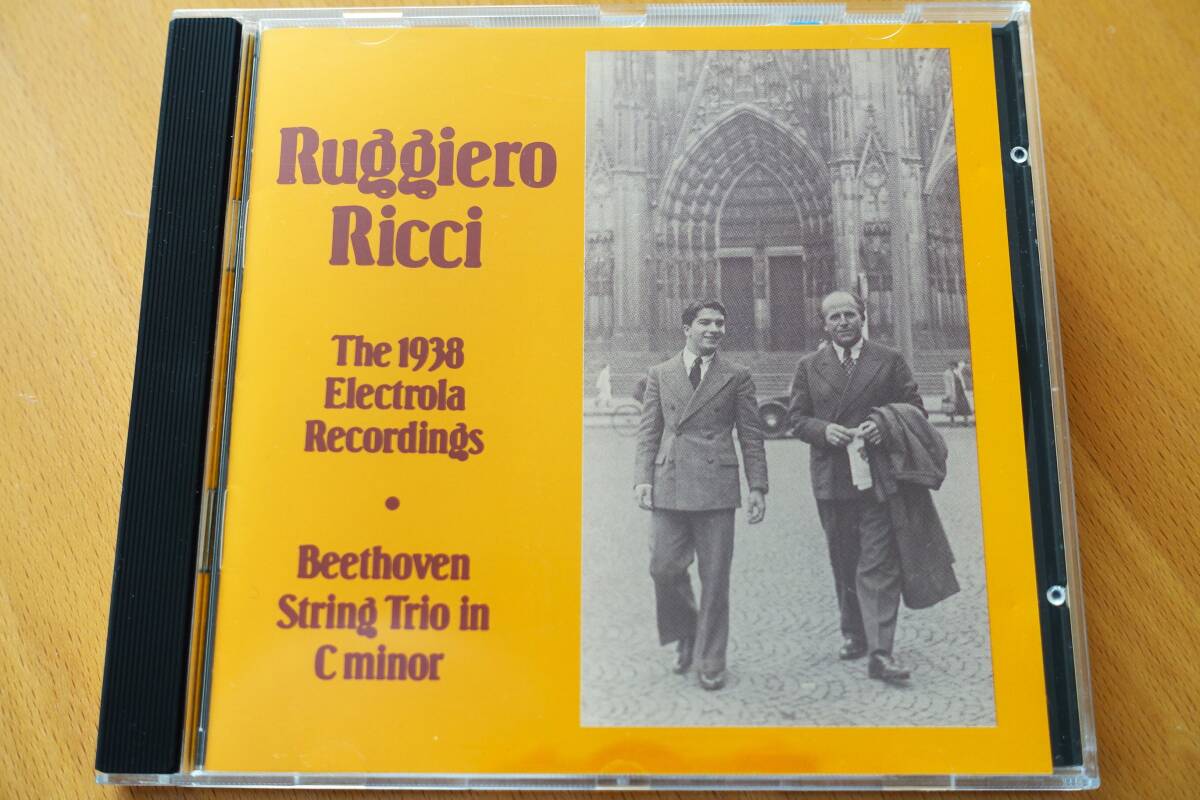 Ruggiero
Ricci
The 1938
Electrola
Recordings
•
Beethoven
String Trio in
C minor